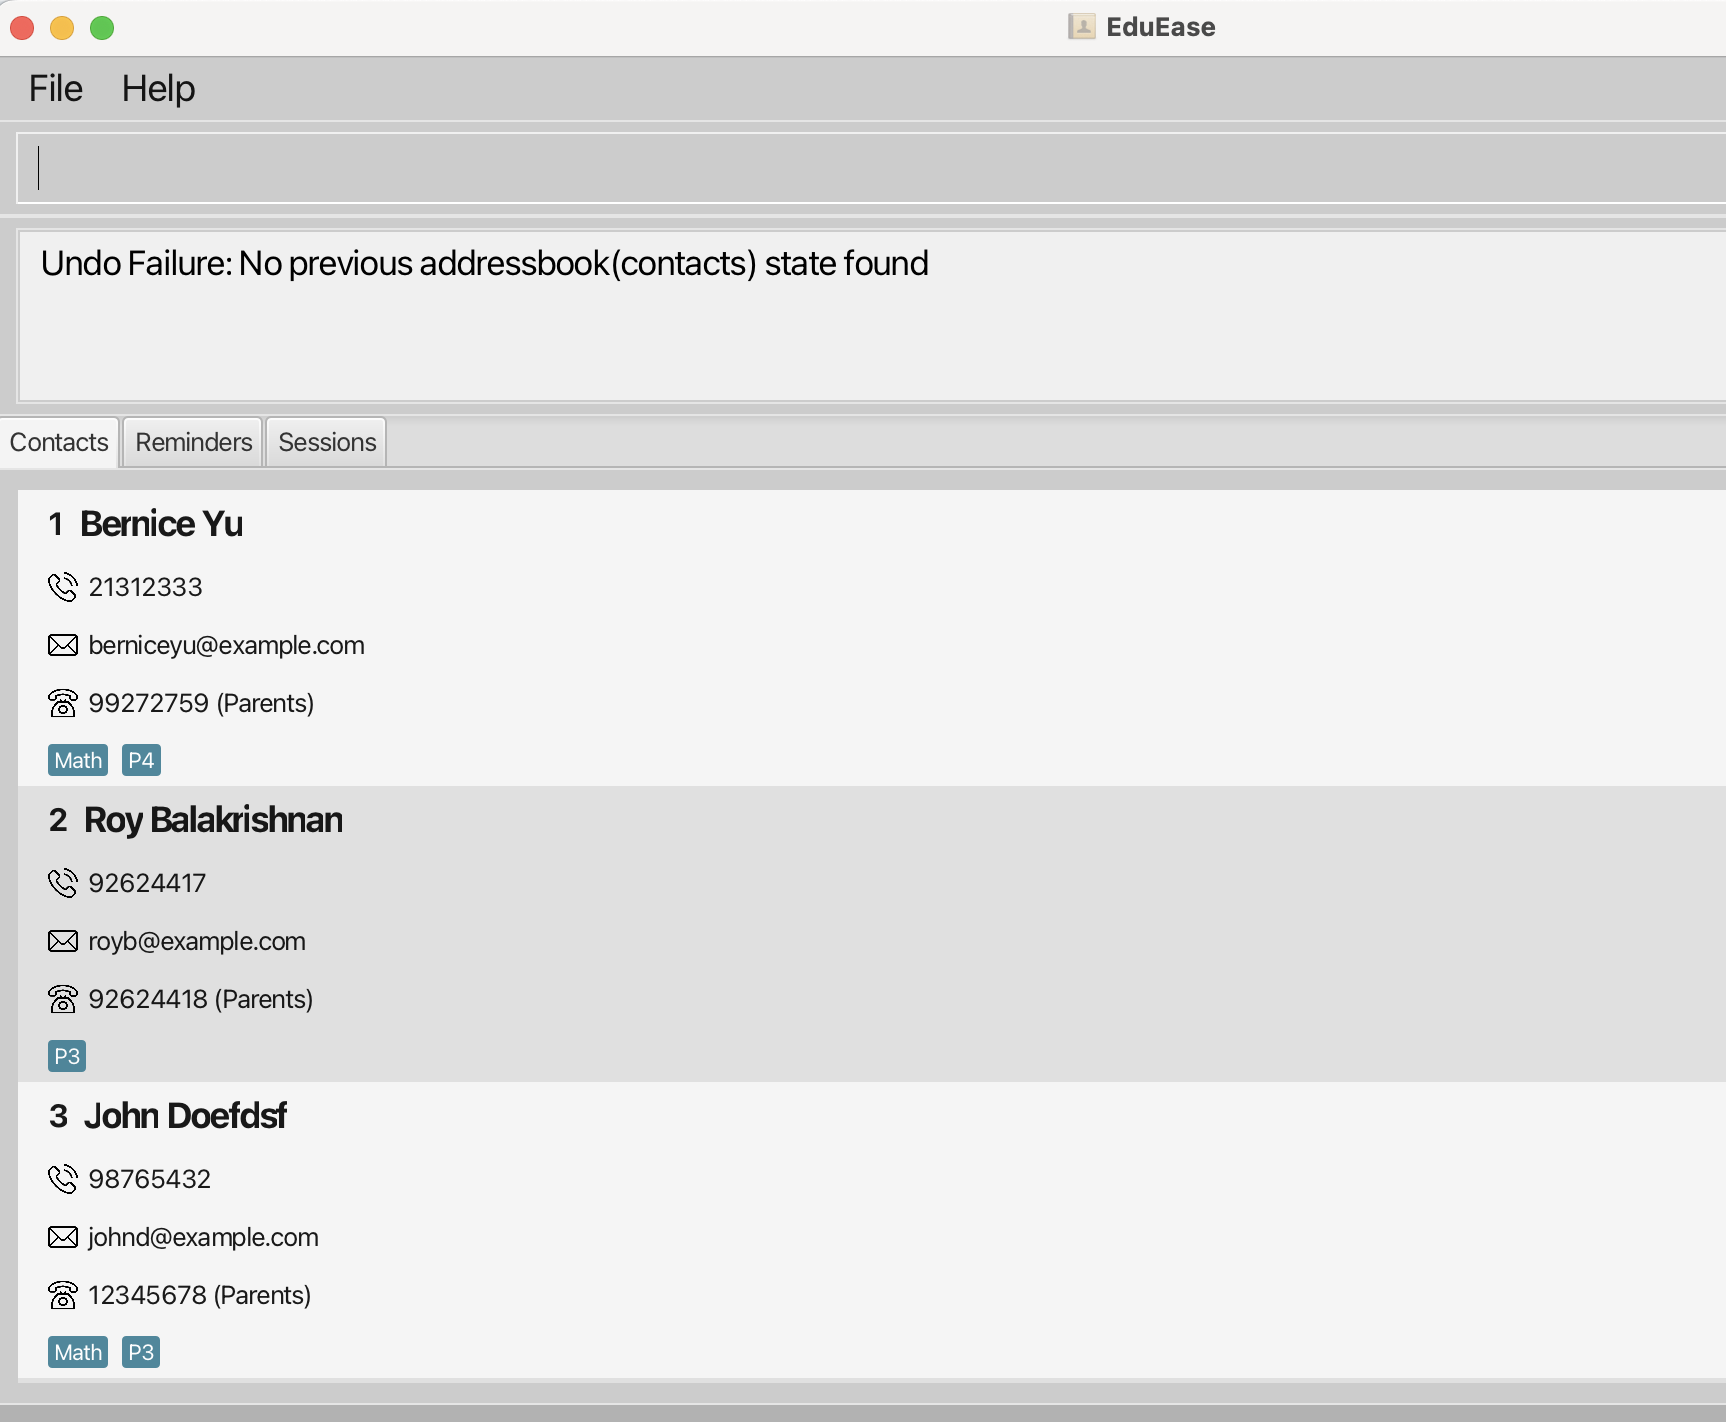 EduEase
File Help
Undo Failure: No previous addressbook(contacts) state found
Contacts Reminders Sessions
1 Bernice Yu
21312333
berniceyu@example.com
99272759 (Parents)
Math P4
2 Roy Balakrishnan
92624417
royb@example.com
92624418 (Parents)
P3
3 John Doefdsf
98765432
johnd@example.com
12345678 (Parents)
Math P3